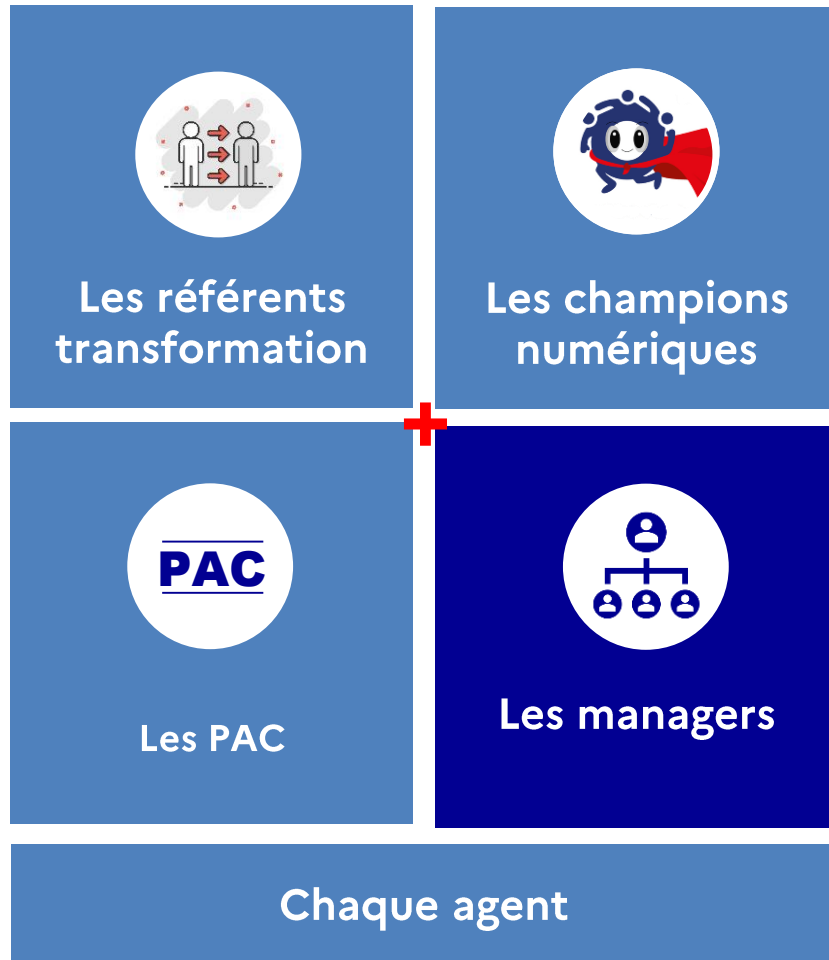 Les référents
transformation
Les champions
numériques
PAC
Les PAC
Les managers
Chaque agent